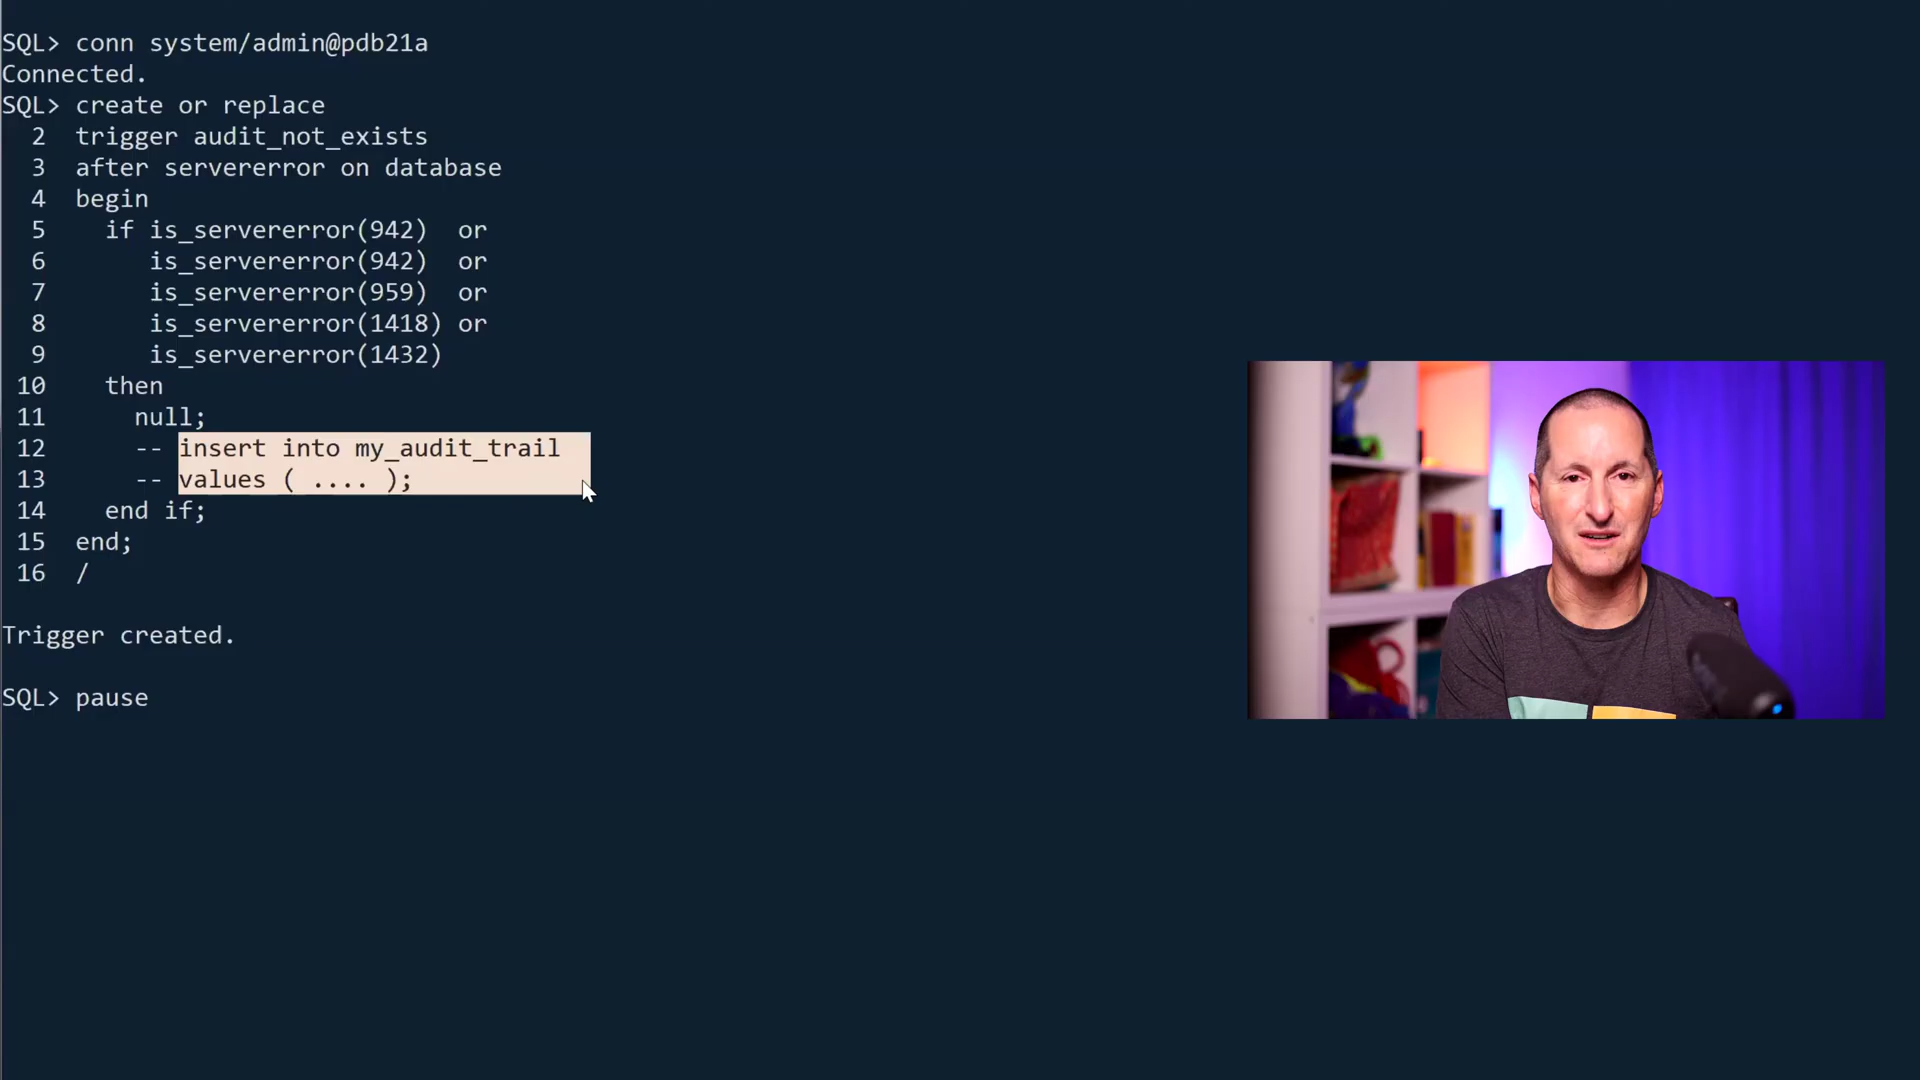 SQL> conn system/admin@pdb21a
Connected.
SQL> create or replace
2 trigger audit_not_exists
3 after servererror on database
4 begin
5 if is_servererror(942) or
6 is_servererror(942) or
7 is_servererror(959) or
8 is_servererror(1418) or
9 is_servererror(1432)
10 then
11 null;
12 -- insert into my_audit_trail
13 -- values ( .... );
14 end if;
15 end;
16 /
Trigger created.
SQL> pause